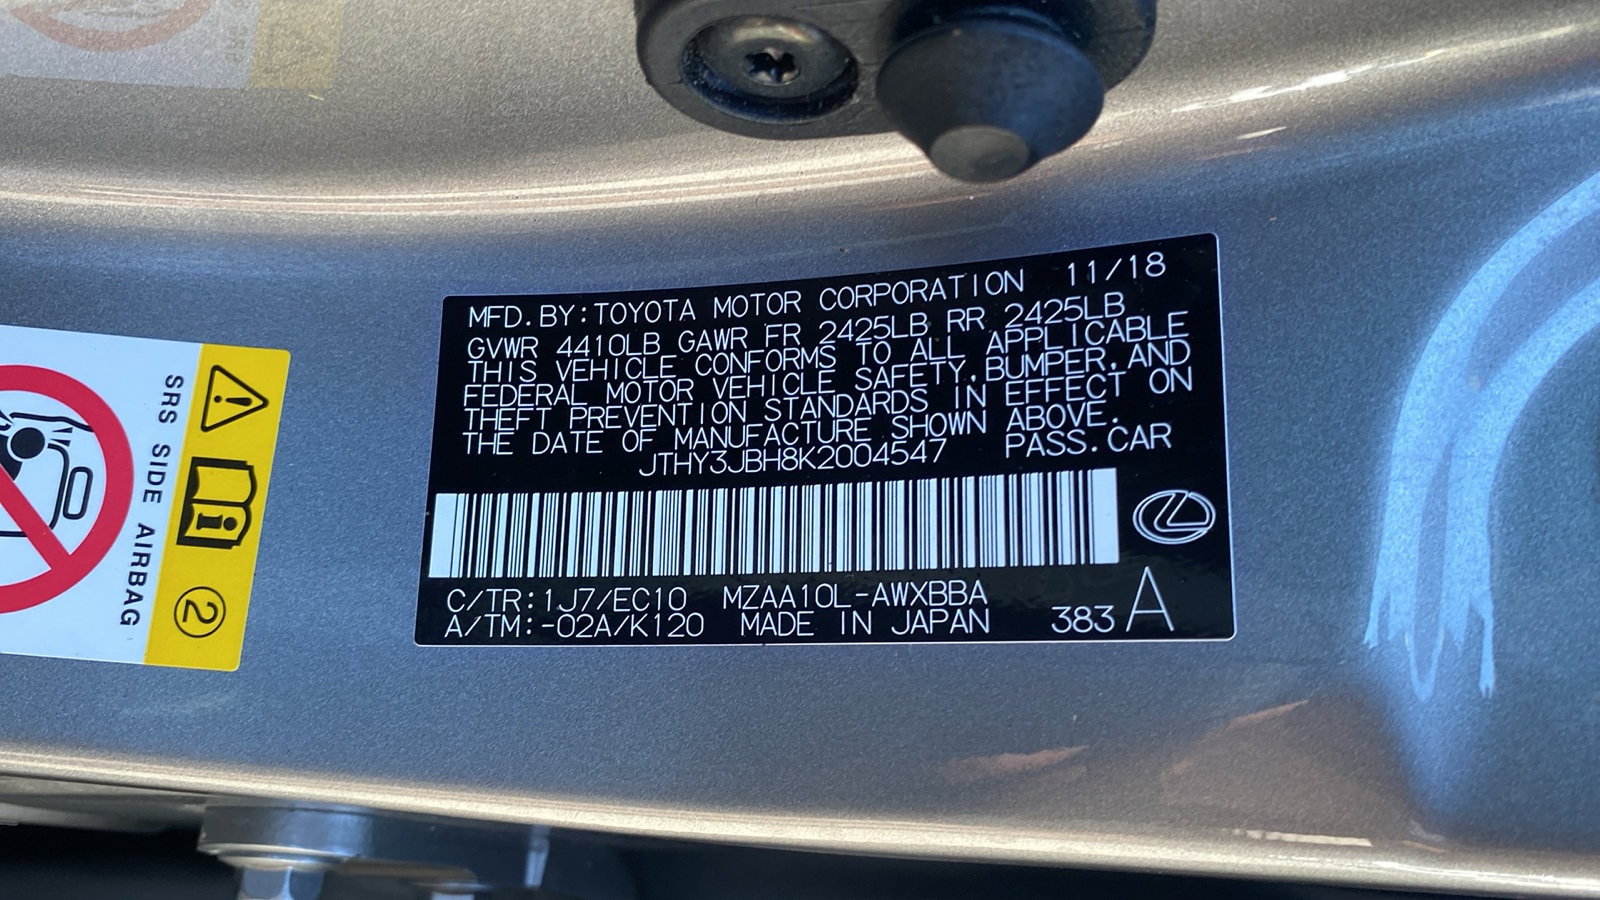 MFD.BY:TOYOTA MOTOR CORPORATION 11/18
GVWR 4410LB GAWR FR 2425LB RR 2425LB
THIS VEHICLE CONFORMS TO ALL APPLICABLE
FEDERAL MOTOR VEHICLE SAFETY,BUMPER,AND
THEFT PREVENTION STANDARDS IN EFFECT ON
THE DATE OF MANUFACTURE SHOWN ABOVE.
JTHY3JBH8K2004547 PASS.CAR
C/TR:1J7/EC10 MZAA10L-AWXBBA
A/TM:-02A/K120 MADE IN JAPAN 383 A
SRS SIDE AIRBAG
2